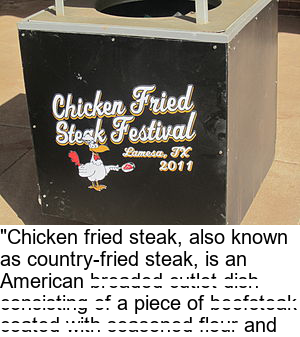 Chicken Fried
Steak Festival
Lamesa, TX
2011
"Chicken fried steak, also known
as country-fried steak, is an
American breaded cutlet dish
consisting of a piece of beefsteak
coated with seasoned flour and